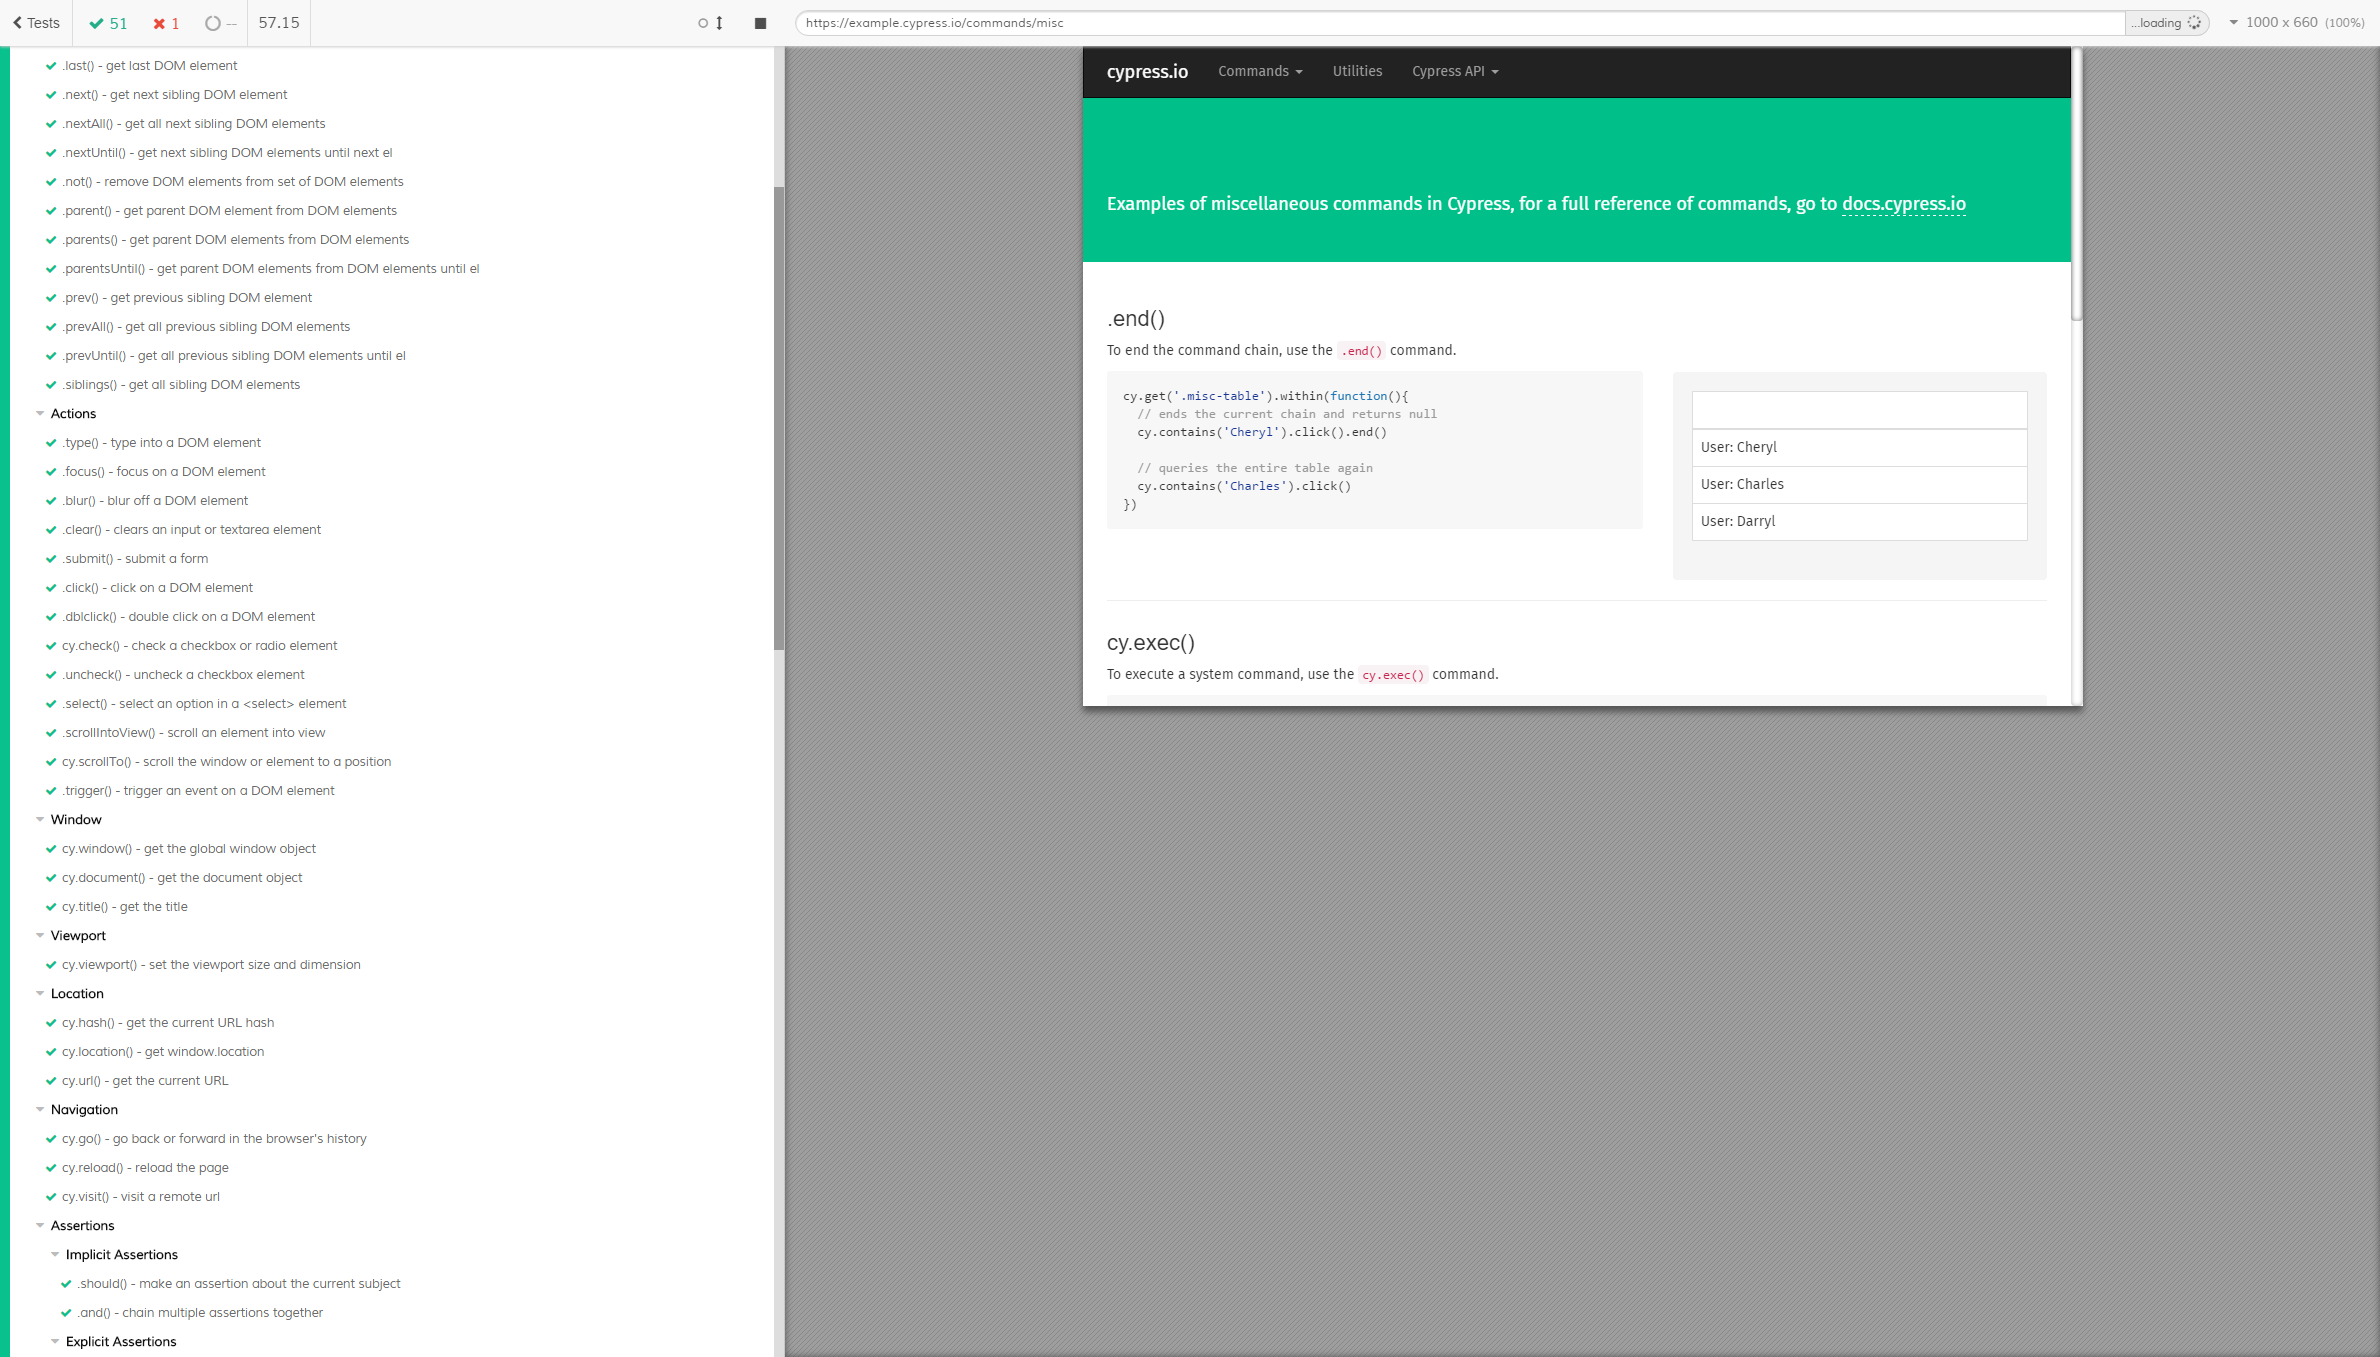 Tests
51
1
--
57.15
https://example.cypress.io/commands/misc
...loading
1000 x 660 (100%)
.last() - get last DOM element
.next() - get next sibling DOM element
.nextAll() - get all next sibling DOM elements
.nextUntil() - get next sibling DOM elements until next el
.not() - remove DOM elements from set of DOM elements
.parent() - get parent DOM element from DOM elements
.parents() - get parent DOM elements from DOM elements
.parentsUntil() - get parent DOM elements from DOM elements until el
.prev() - get previous sibling DOM element
.prevAll() - get all previous sibling DOM elements
.prevUntil() - get all previous sibling DOM elements until el
.siblings() - get all sibling DOM elements
Actions
.type() - type into a DOM element
.focus() - focus on a DOM element
.blur() - blur off a DOM element
.clear() - clears an input or textarea element
.submit() - submit a form
.click() - click on a DOM element
.dblclick() - double click on a DOM element
cy.check() - check a checkbox or radio element
.uncheck() - uncheck a checkbox element
.select() - select an option in a <select> element
.scrollIntoView() - scroll an element into view
cy.scrollTo() - scroll the window or element to a position
.trigger() - trigger an event on a DOM element
Window
cy.window() - get the global window object
cy.document() - get the document object
cy.title() - get the title
Viewport
cy.viewport() - set the viewport size and dimension
Location
cy.hash() - get the current URL hash
cy.location() - get window.location
cy.url() - get the current URL
Navigation
cy.go() - go back or forward in the browser's history
cy.reload() - reload the page
cy.visit() - visit a remote url
Assertions
Implicit Assertions
.should() - make an assertion about the current subject
.and() - chain multiple assertions together
Explicit Assertions
cypress.io
Commands
Utilities
Cypress API
Examples of miscellaneous commands in Cypress, for a full reference of commands, go to docs.cypress.io
.end()
To end the command chain, use the .end() command.
cy.get('.misc-table').within(function(){
// ends the current chain and returns null
cy.contains('Cheryl').click().end()
// queries the entire table again
cy.contains('Charles').click()
})
User: Cheryl
User: Charles
User: Darryl
cy.exec()
To execute a system command, use the cy.exec() command.